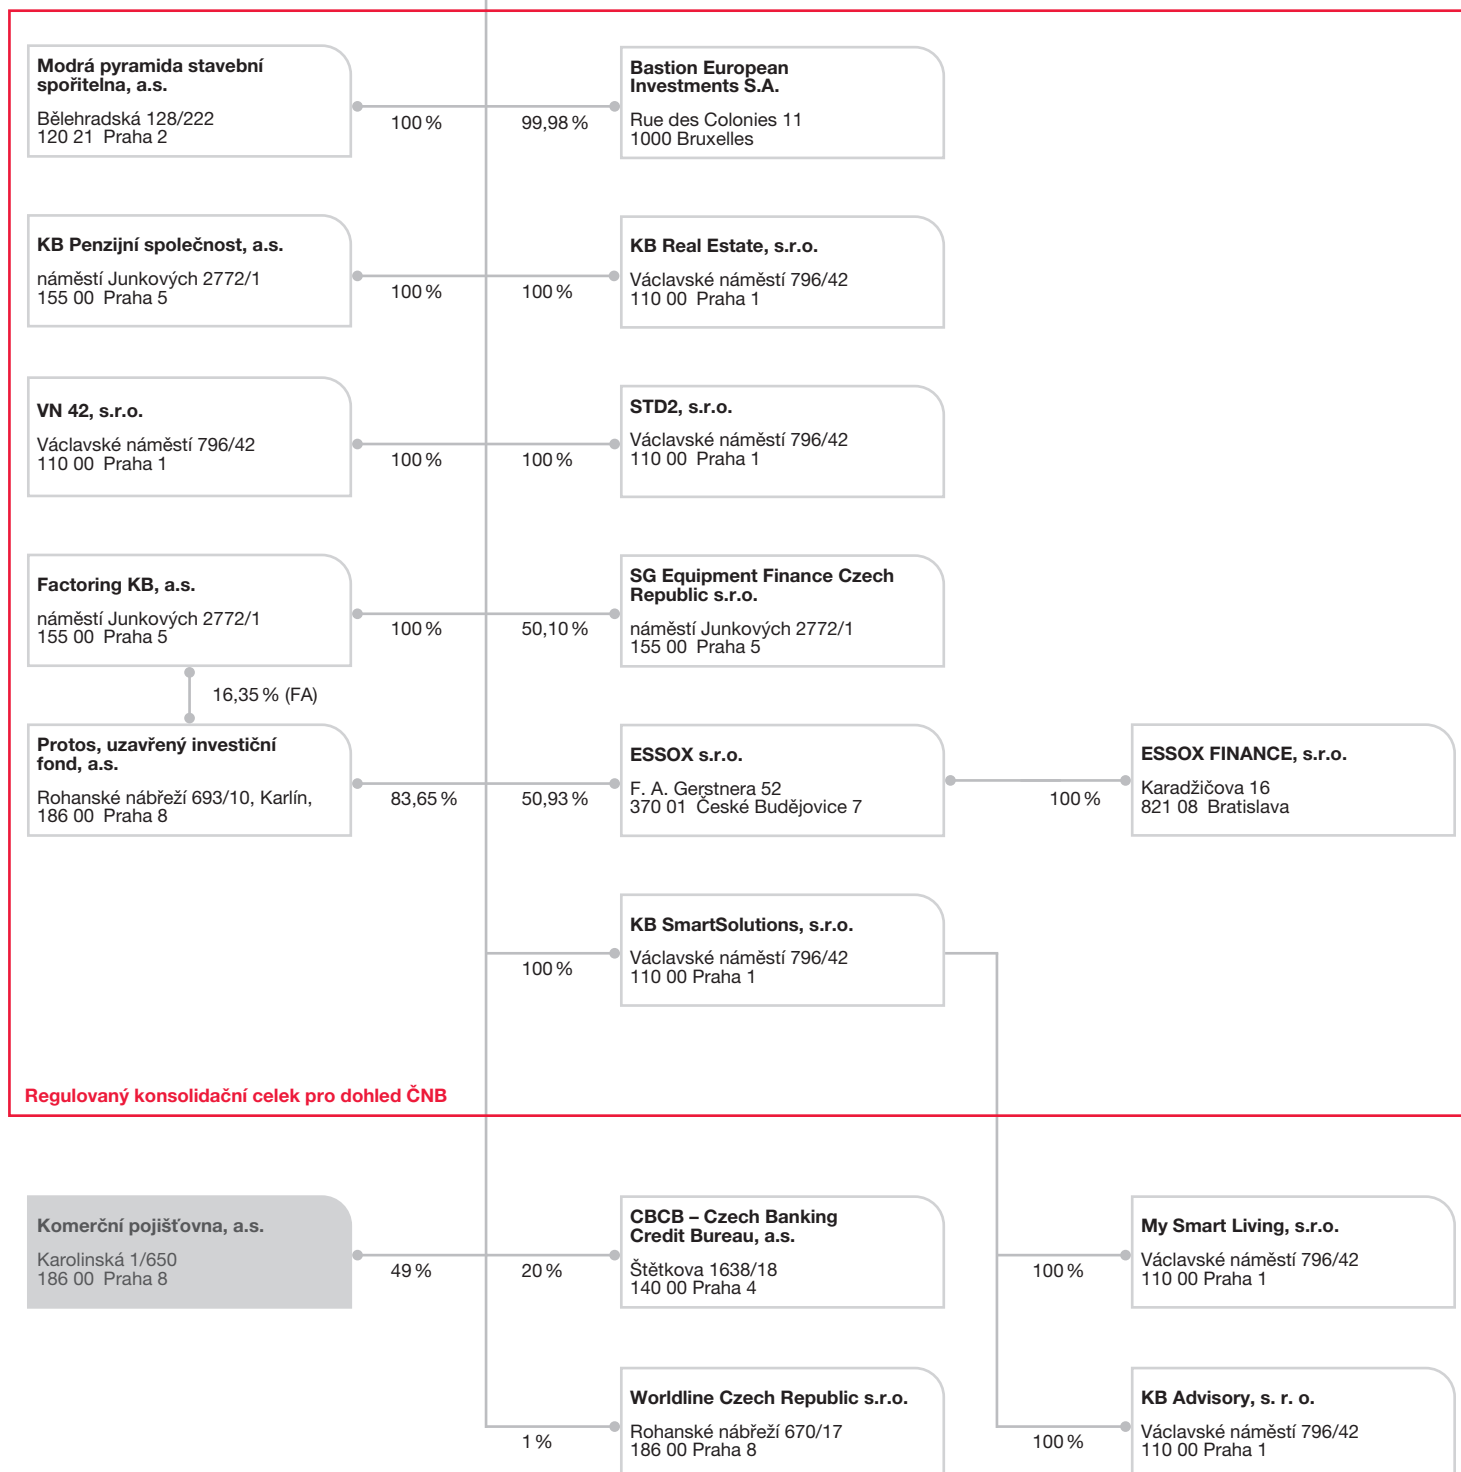 Modrá pyramida stavební
spořitelna, a.s.
Bělehradská 128/222
120 21 Praha 2
100 %
99,98 %
Bastion European
Investments S.A.
Rue des Colonies 11
1000 Bruxelles
KB Penzijní společnost, a.s.
náměstí Junkových 2772/1
155 00 Praha 5
100 %
100 %
KB Real Estate, s.r.o.
Václavské náměstí 796/42
110 00 Praha 1
VN 42, s.r.o.
Václavské náměstí 796/42
110 00 Praha 1
100 %
100 %
STD2, s.r.o.
Václavské náměstí 796/42
110 00 Praha 1
Factoring KB, a.s.
náměstí Junkových 2772/1
155 00 Praha 5
100 %
50,10 %
SG Equipment Finance Czech
Republic s.r.o.
náměstí Junkových 2772/1
155 00 Praha 5
16,35 % (FA)
Protos, uzavřený investiční
fond, a.s.
Rohanské nábřeží 693/10, Karlín,
186 00 Praha 8
83,65 %
50,93 %
ESSOX s.r.o.
F. A. Gerstnera 52
370 01 České Budějovice 7
100 %
ESSOX FINANCE, s.r.o.
Karadžičova 16
821 08 Bratislava
100 %
KB SmartSolutions, s.r.o.
Václavské náměstí 796/42
110 00 Praha 1
Regulovaný konsolidační celek pro dohled ČNB
Komerční pojišťovna, a.s.
Karolinská 1/650
186 00 Praha 8
49 %
20 %
CBCB – Czech Banking
Credit Bureau, a.s.
Štětkova 1638/18
140 00 Praha 4
100 %
My Smart Living, s.r.o.
Václavské náměstí 796/42
110 00 Praha 1
1 %
Worldline Czech Republic s.r.o.
Rohanské nábřeží 670/17
186 00 Praha 8
100 %
KB Advisory, s. r. o.
Václavské náměstí 796/42
110 00 Praha 1